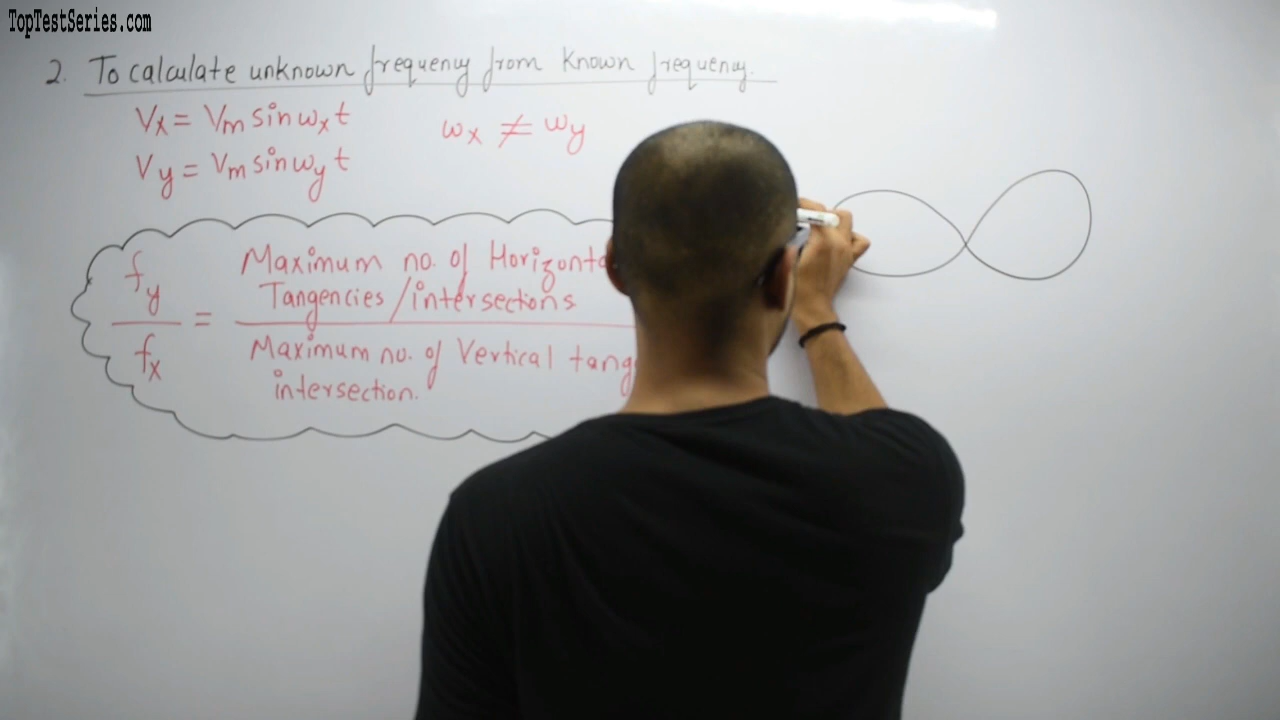 TopTestSeries.com
2. To calculate unknown frequency from known frequency.
Vx = Vm sin ωx t
ωx ≠ ωy
Vy = Vm sin ωy t
fy / fx =
Maximum no. of Horizonta
Tangencies / intersections
Maximum no. of Vertical tang
intersection.